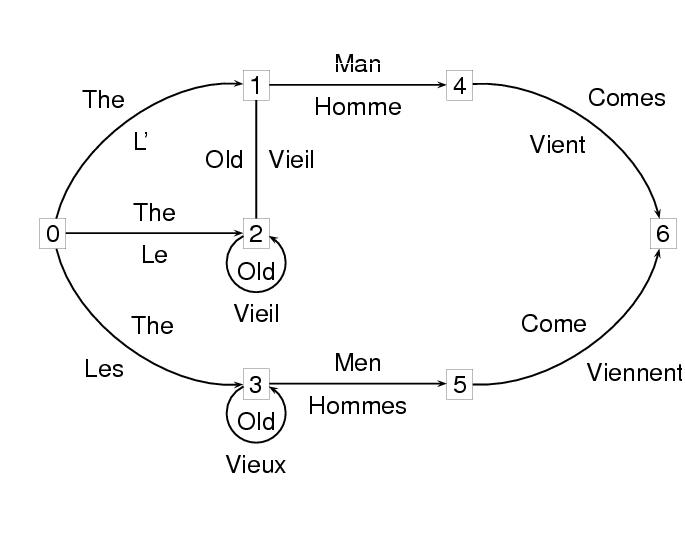 Man
1
4
The
Comes
Homme
L’
Vient
Old
Vieil
The
0
2
6
Le
Old
Vieil
The
Come
Les
Men
Viennent
3
5
Hommes
Old
Vieux